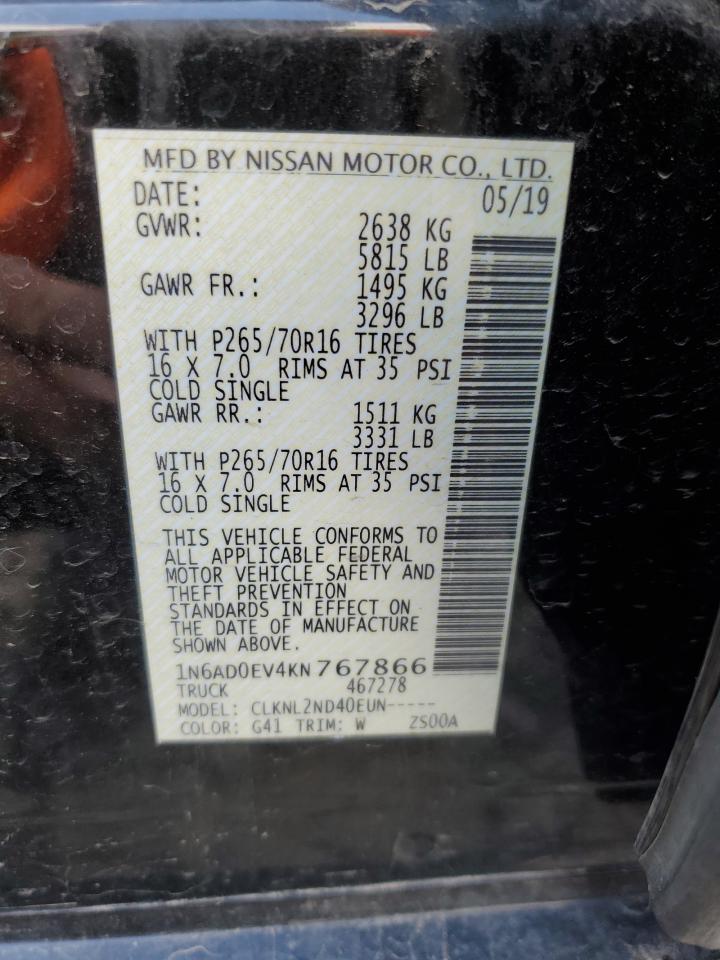 MFD BY NISSAN MOTOR CO., LTD.
DATE: 05/19
GVWR: 2638 KG
5815 LB
GAWR FR.: 1495 KG
3296 LB
WITH P265/70R16 TIRES
16 X 7.0 RIMS AT 35 PSI
COLD SINGLE
GAWR RR.: 1511 KG
3331 LB
WITH P265/70R16 TIRES
16 X 7.0 RIMS AT 35 PSI
COLD SINGLE
THIS VEHICLE CONFORMS TO
ALL APPLICABLE FEDERAL
MOTOR VEHICLE SAFETY AND
THEFT PREVENTION
STANDARDS IN EFFECT ON
THE DATE OF MANUFACTURE
SHOWN ABOVE.
1N6AD0EV4KN767866
TRUCK 467278
MODEL: CLKNL2ND40EUN-----
COLOR: G41 TRIM: W ZS00A